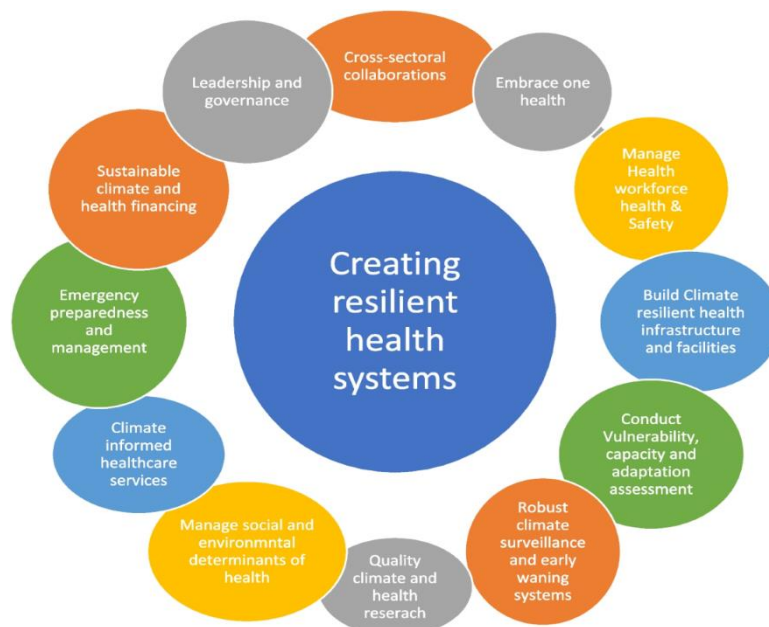 Cross-sectoral
collaborations
Embrace one
health
Manage
Health
workforce
health &
Safety
Build Climate
resilient health
infrastructure
and facilities
Conduct
Vulnerability,
capacity and
adaptation
assessment
Robust
climate
surveillance
and early
waning
systems
Quality
climate and
health
reserach
Manage social and
environmntal
determinants of
health
Climate
informed
healthcare
services
Emergency
preparedness
and
management
Sustainable
climate and
health financing
Leadership and
governance
Creating
resilient
health
systems